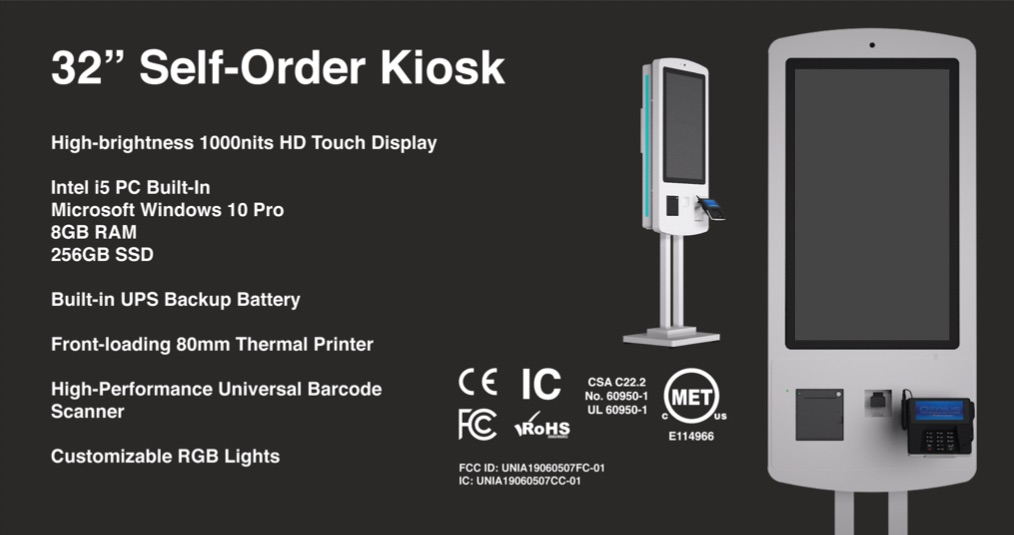 32” Self-Order Kiosk
High-brightness 1000nits HD Touch Display
Intel i5 PC Built-In
Microsoft Windows 10 Pro
8GB RAM
256GB SSD
Built-in UPS Backup Battery
Front-loading 80mm Thermal Printer
High-Performance Universal Barcode
Scanner
Customizable RGB Lights
CE IC
FC RoHS
CSA C22.2
No. 60950-1
UL 60950-1
MET
C US
E114966
FCC ID: UNIA19060507FC-01
IC: UNIA19060507CC-01